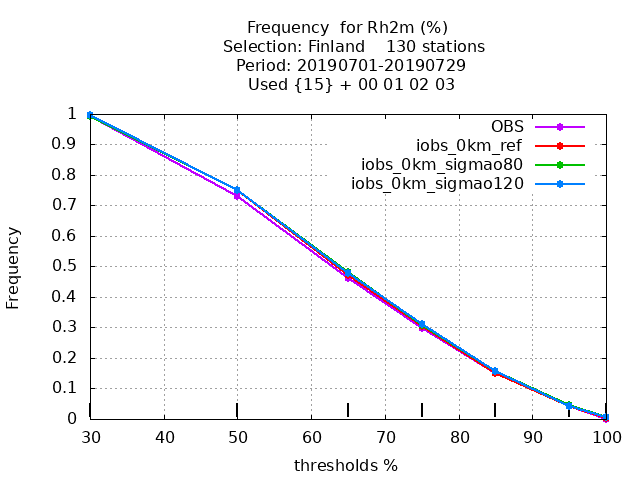 Frequency  for Rh2m (%)
Selection: Finland    130 stations
Period: 20190701-20190729
Used {15} + 00 01 02 03
OBS
iobs_0km_ref
iobs_0km_sigmao80
iobs_0km_sigmao120
Frequency
1
0.9
0.8
0.7
0.6
0.5
0.4
0.3
0.2
0.1
0
30 40 50 60 70 80 90 100
thresholds %